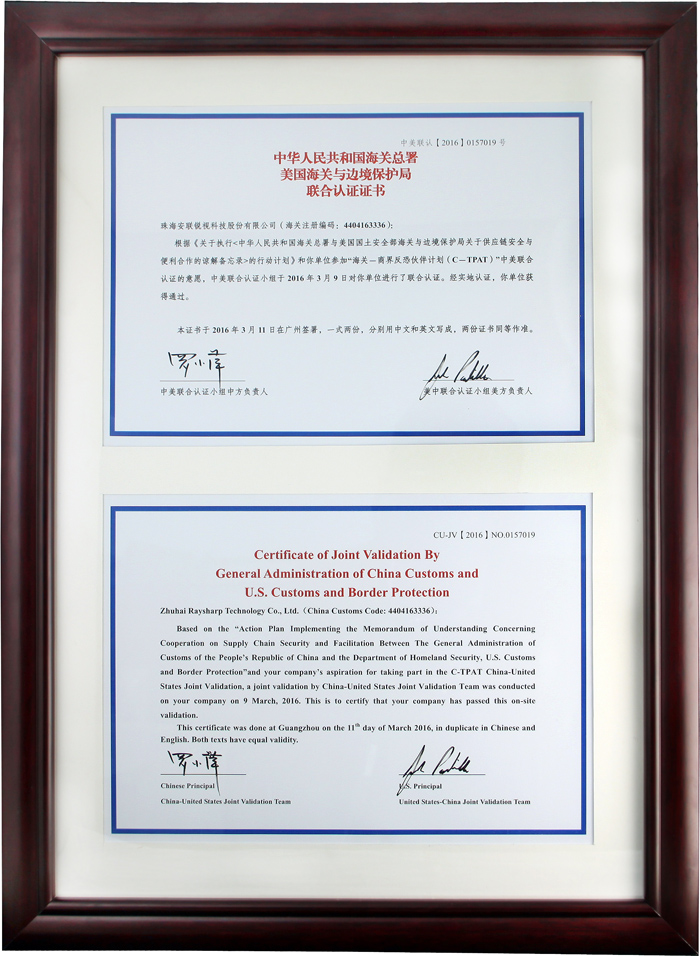 中美联认【2016】0157019 号
中华人民共和国海关总署
美国海关与边境保护局
联合认证证书
珠海安联锐视科技股份有限公司（海关注册编码：4404163336）：
根据《关于执行<中华人民共和国海关总署与美国国土安全部海关与边境保护局关于供应链安全与
便利合作的谅解备忘录>的行动计划》和你单位参加“海关—商界反恐伙伴计划（C—TPAT）”中美联合
认证的意愿，中美联合认证小组于 2016 年 3 月 9 日对你单位进行了联合认证。经实地认证，你单位获
得通过。
本证书于 2016 年 3 月 11 日在广州签署，一式两份，分别用中文和英文写成，两份证书同等作准。
中美联合认证小组中方负责人
美中联合认证小组美方负责人
CU-JV【2016】NO.0157019
Certificate of Joint Validation By
General Administration of China Customs and
U.S. Customs and Border Protection
Zhuhai Raysharp Technology Co., Ltd.（China Customs Code: 4404163336）:
Based on the “Action Plan Implementing the Memorandum of Understanding Concerning
Cooperation on Supply Chain Security and Facilitation Between The General Administration of
Customs of the People’s Republic of China and the Department of Homeland Security, U.S. Customs
and Border Protection”and your company’s aspiration for taking part in the C-TPAT China-United
States Joint Validation, a joint validation by China-United States Joint Validation Team was conducted
on your company on 9 March, 2016. This is to certify that your company has passed this on-site
validation.
This certificate was done at Guangzhou on the 11th day of March 2016, in duplicate in Chinese and
English. Both texts have equal validity.
Chinese Principal
U.S. Principal
China-United States Joint Validation Team
United States-China Joint Validation Team